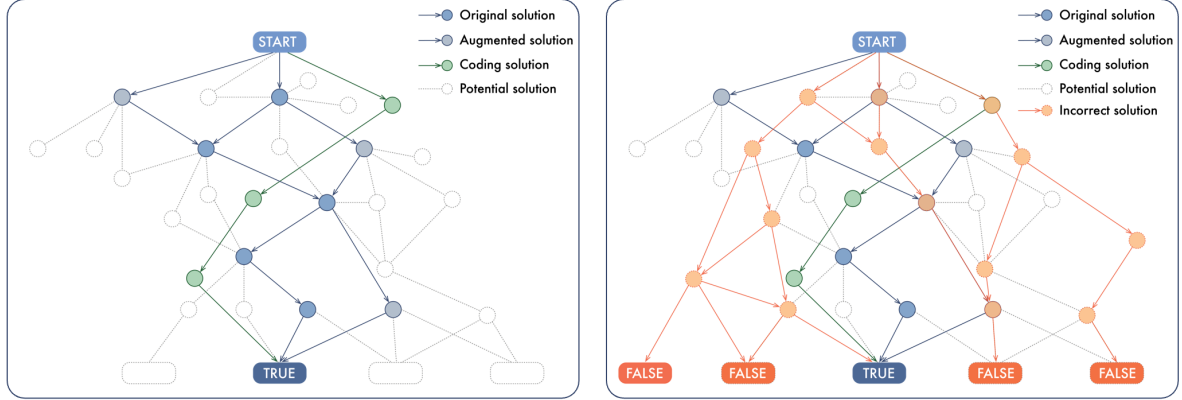 START
Original solution
Augmented solution
Coding solution
Potential solution
TRUE
START
Original solution
Augmented solution
Coding solution
Potential solution
Incorrect solution
FALSE
FALSE
TRUE
FALSE
FALSE